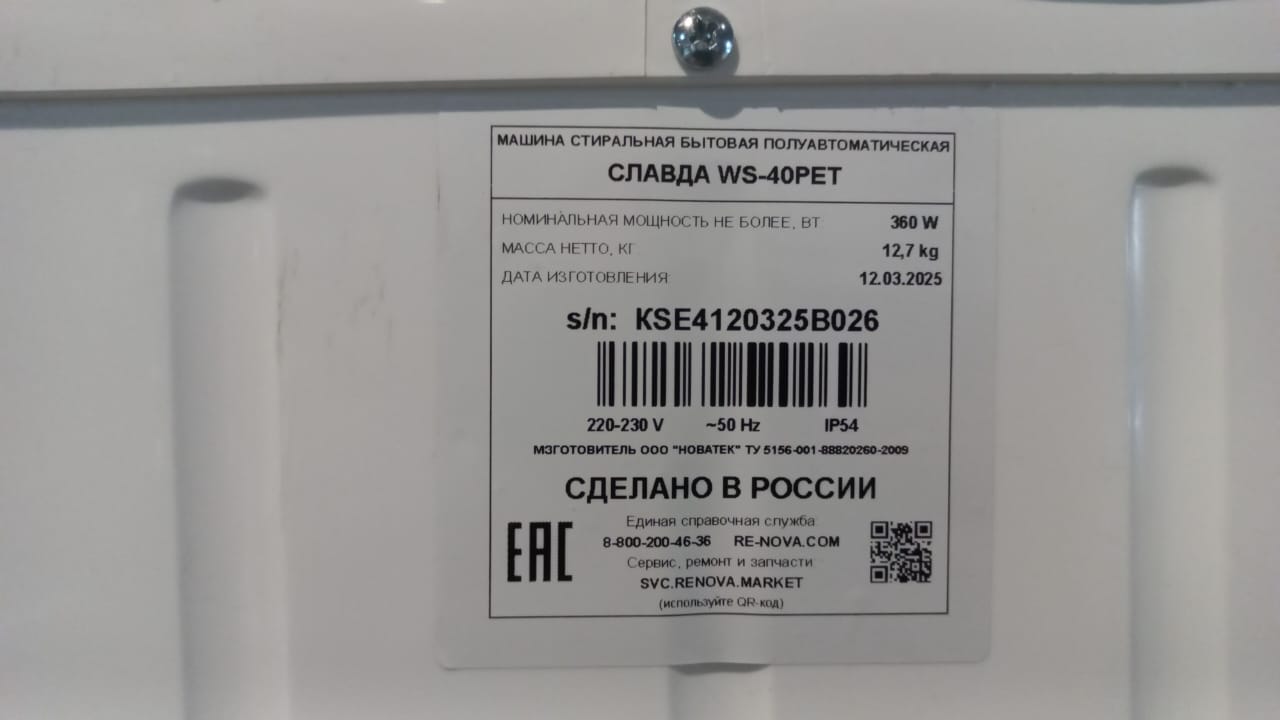 МАШИНА СТИРАЛЬНАЯ БЫТОВАЯ ПОЛУАВТОМАТИЧЕСКАЯ
СЛАВДА WS-40PET
НОМИНАЛЬНАЯ МОЩНОСТЬ НЕ БОЛЕЕ, ВТ 360 W
МАССА НЕТТО, КГ 12,7 kg
ДАТА ИЗГОТОВЛЕНИЯ: 12.03.2025
s/n: KSE4120325B026
220-230 V ~50 Hz IP54
МЗГОТОВИТЕЛЬ ООО "НОВАТЕК" ТУ 5156-001-88820260-2009
СДЕЛАНО В РОССИИ
EAC
Единая справочная служба:
8-800-200-46-36 RE-NOVA.COM
Сервис, ремонт и запчасти:
SVC.RENOVA.MARKET
(используйте QR-код)